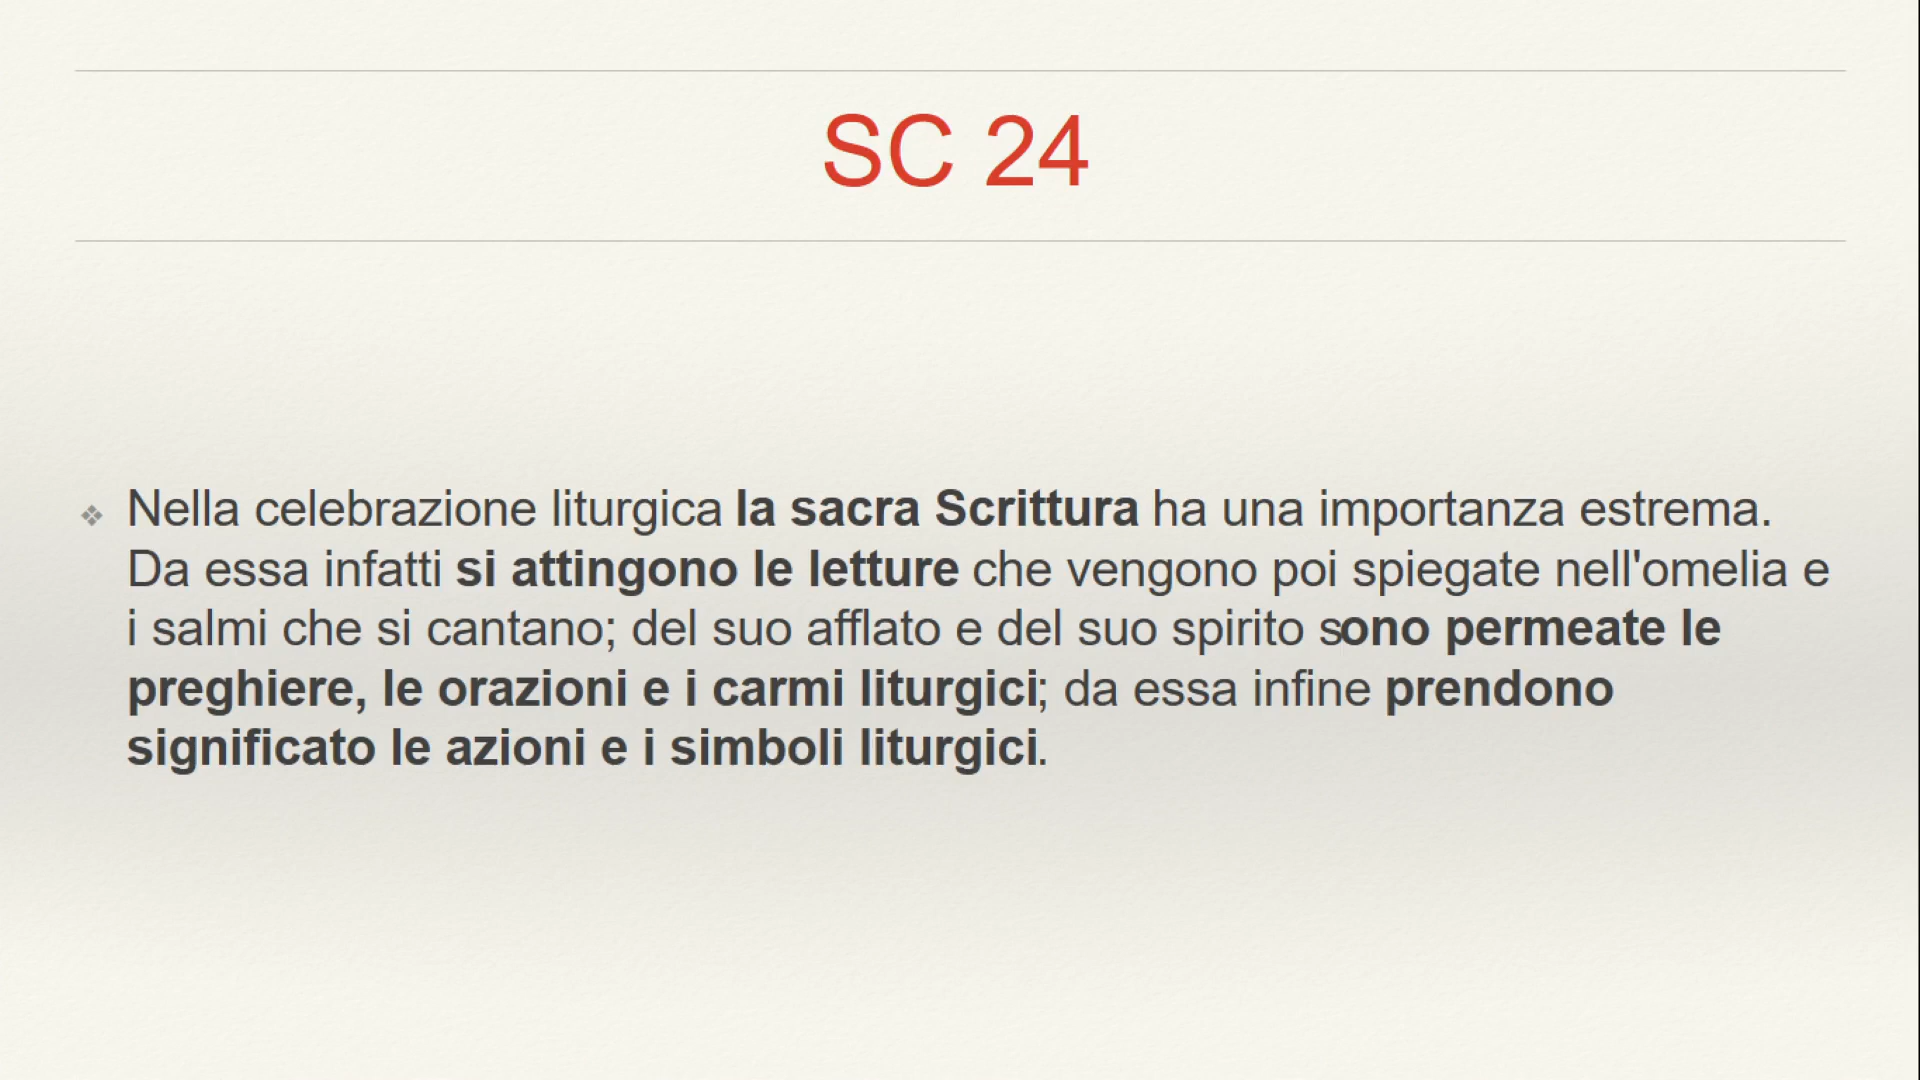 SC 24
Nella celebrazione liturgica la sacra Scrittura ha una importanza estrema.
Da essa infatti si attingono le letture che vengono poi spiegate nell'omelia e
i salmi che si cantano; del suo afflato e del suo spirito sono permeate le
preghiere, le orazioni e i carmi liturgici; da essa infine prendono
significato le azioni e i simboli liturgici.